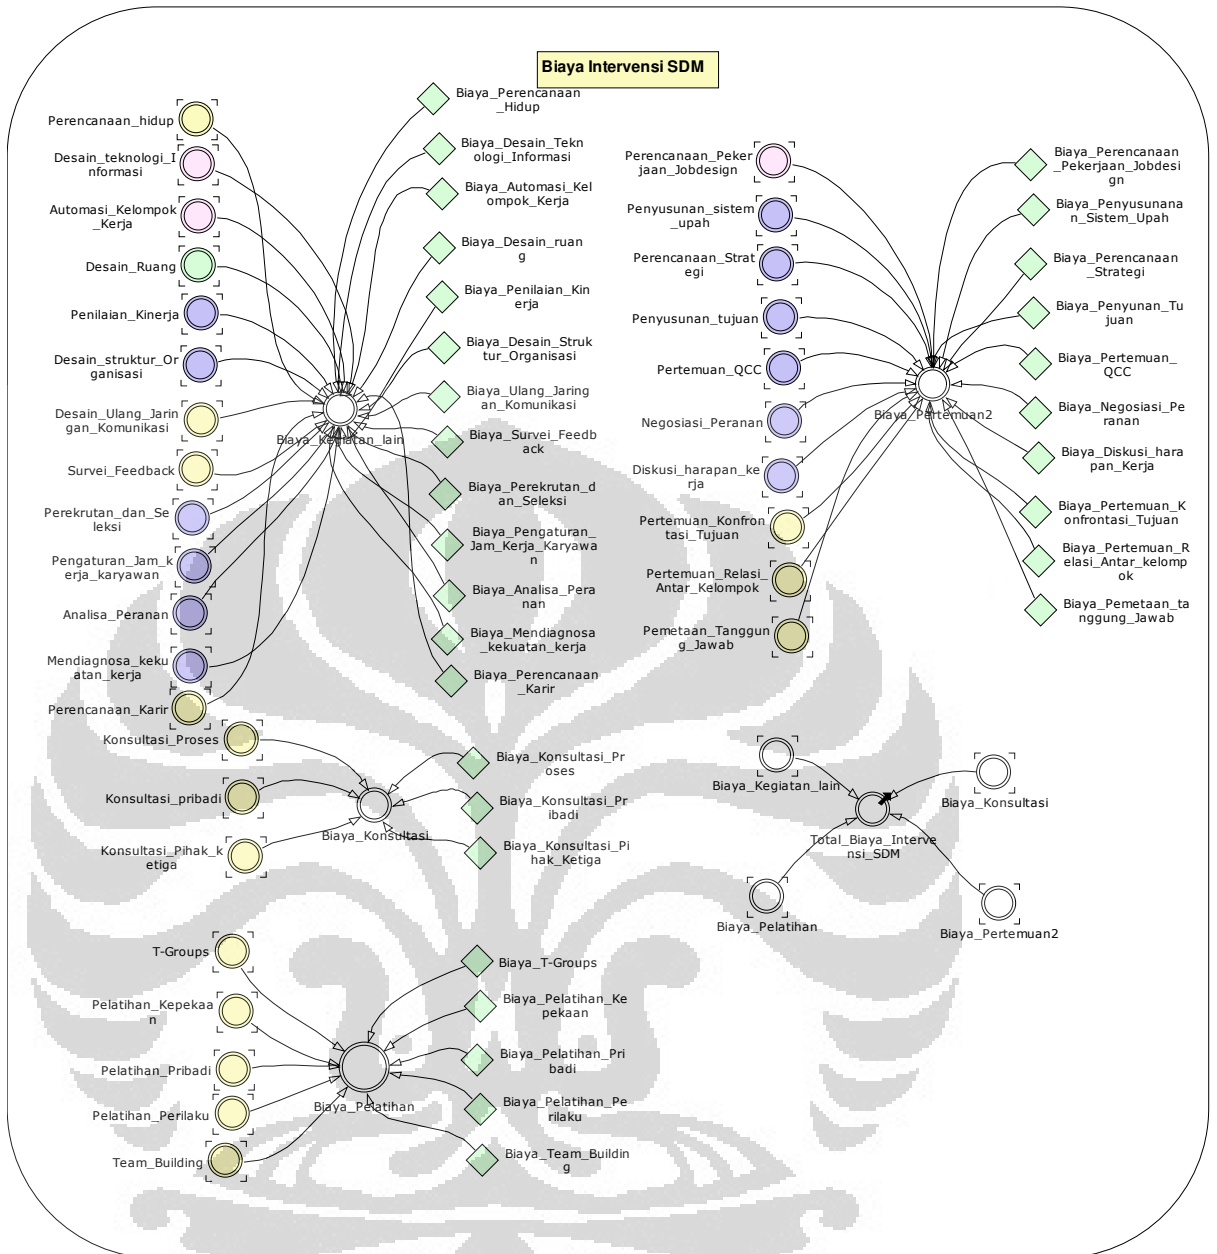 Biaya Intervensi SDM
Perencanaan_hidup
Desain_teknologi_I
nformasi
Automasi_Kelompok
_Kerja
Desain_Ruang
Penilaian_Kinerja
Desain_struktur_Or
ganisasi
Desain_Ulang_Jarin
gan_Komunikasi
Survei_Feedback
Perekrutan_dan_Se
leksi
Pengaturan_Jam_k
erja_karyawan
Analisa_Peranan
Mendiagnosa_keku
atan_kerja
Perencanaan_Karir
Biaya_Kegiatan_lain
Biaya_Perencanaan
_Hidup
Biaya_Desain_Tekn
ologi_Informasi
Biaya_Automasi_Kel
ompok_Kerja
Biaya_Desain_ruan
g
Biaya_Penilaian_Kin
erja
Biaya_Desain_Struk
tur_Organisasi
Biaya_Ulang_Jaring
an_Komunikasi
Biaya_Survei_Feedb
ack
Biaya_Perekrutan_d
an_Seleksi
Biaya_Pengaturan_
Jam_Kerja_Karyawa
n
Biaya_Analisa_Pera
nan
Biaya_Mendiagnosa
_kekuatan_kerja
Biaya_Perencanaan
_Karir
Perencanaan_Peker
jaan_Jobdesign
Penyusunan_sistem
_upah
Perencanaan_Strat
egi
Penyusunan_tujuan
Pertemuan_QCC
Negosiasi_Peranan
Diskusi_harapan_ke
rja
Pertemuan_Konfron
tasi_Tujuan
Pertemuan_Relasi_
Antar_Kelompok
Pemetaan_Tanggun
g_Jawab
Biaya_Pertemuan2
Biaya_Perencanaan
_Pekerjaan_Jobdesi
gn
Biaya_Penyusunana
n_Sistem_Upah
Biaya_Perencanaan
_Strategi
Biaya_Penyunan_Tu
juan
Biaya_Pertemuan_
QCC
Biaya_Negosiasi_Pe
ranan
Biaya_Diskusi_hara
pan_Kerja
Biaya_Pertemuan_K
onfrontasi_Tujuan
Biaya_Pertemuan_R
elasi_Antar_kelomp
ok
Biaya_Pemetaan_ta
nggung_Jawab
Konsultasi_Proses
Konsultasi_pribadi
Konsultasi_Pihak_k
etiga
Biaya_Konsultasi
Biaya_Konsultasi_Pr
oses
Biaya_Konsultasi_Pr
ibadi
Biaya_Konsultasi_Pi
hak_Ketiga
Biaya_Kegiatan_lain
Biaya_Konsultasi
Total_Biaya_Interve
nsi_SDM
Biaya_Pelatihan
Biaya_Pertemuan2
T-Groups
Pelatihan_Kepekaa
n
Pelatihan_Pribadi
Pelatihan_Perilaku
Team_Building
Biaya_Pelatihan
Biaya_T-Groups
Biaya_Pelatihan_Ke
pekaan
Biaya_Pelatihan_Pri
badi
Biaya_Pelatihan_Pe
rilaku
Biaya_Team_Buildin
g